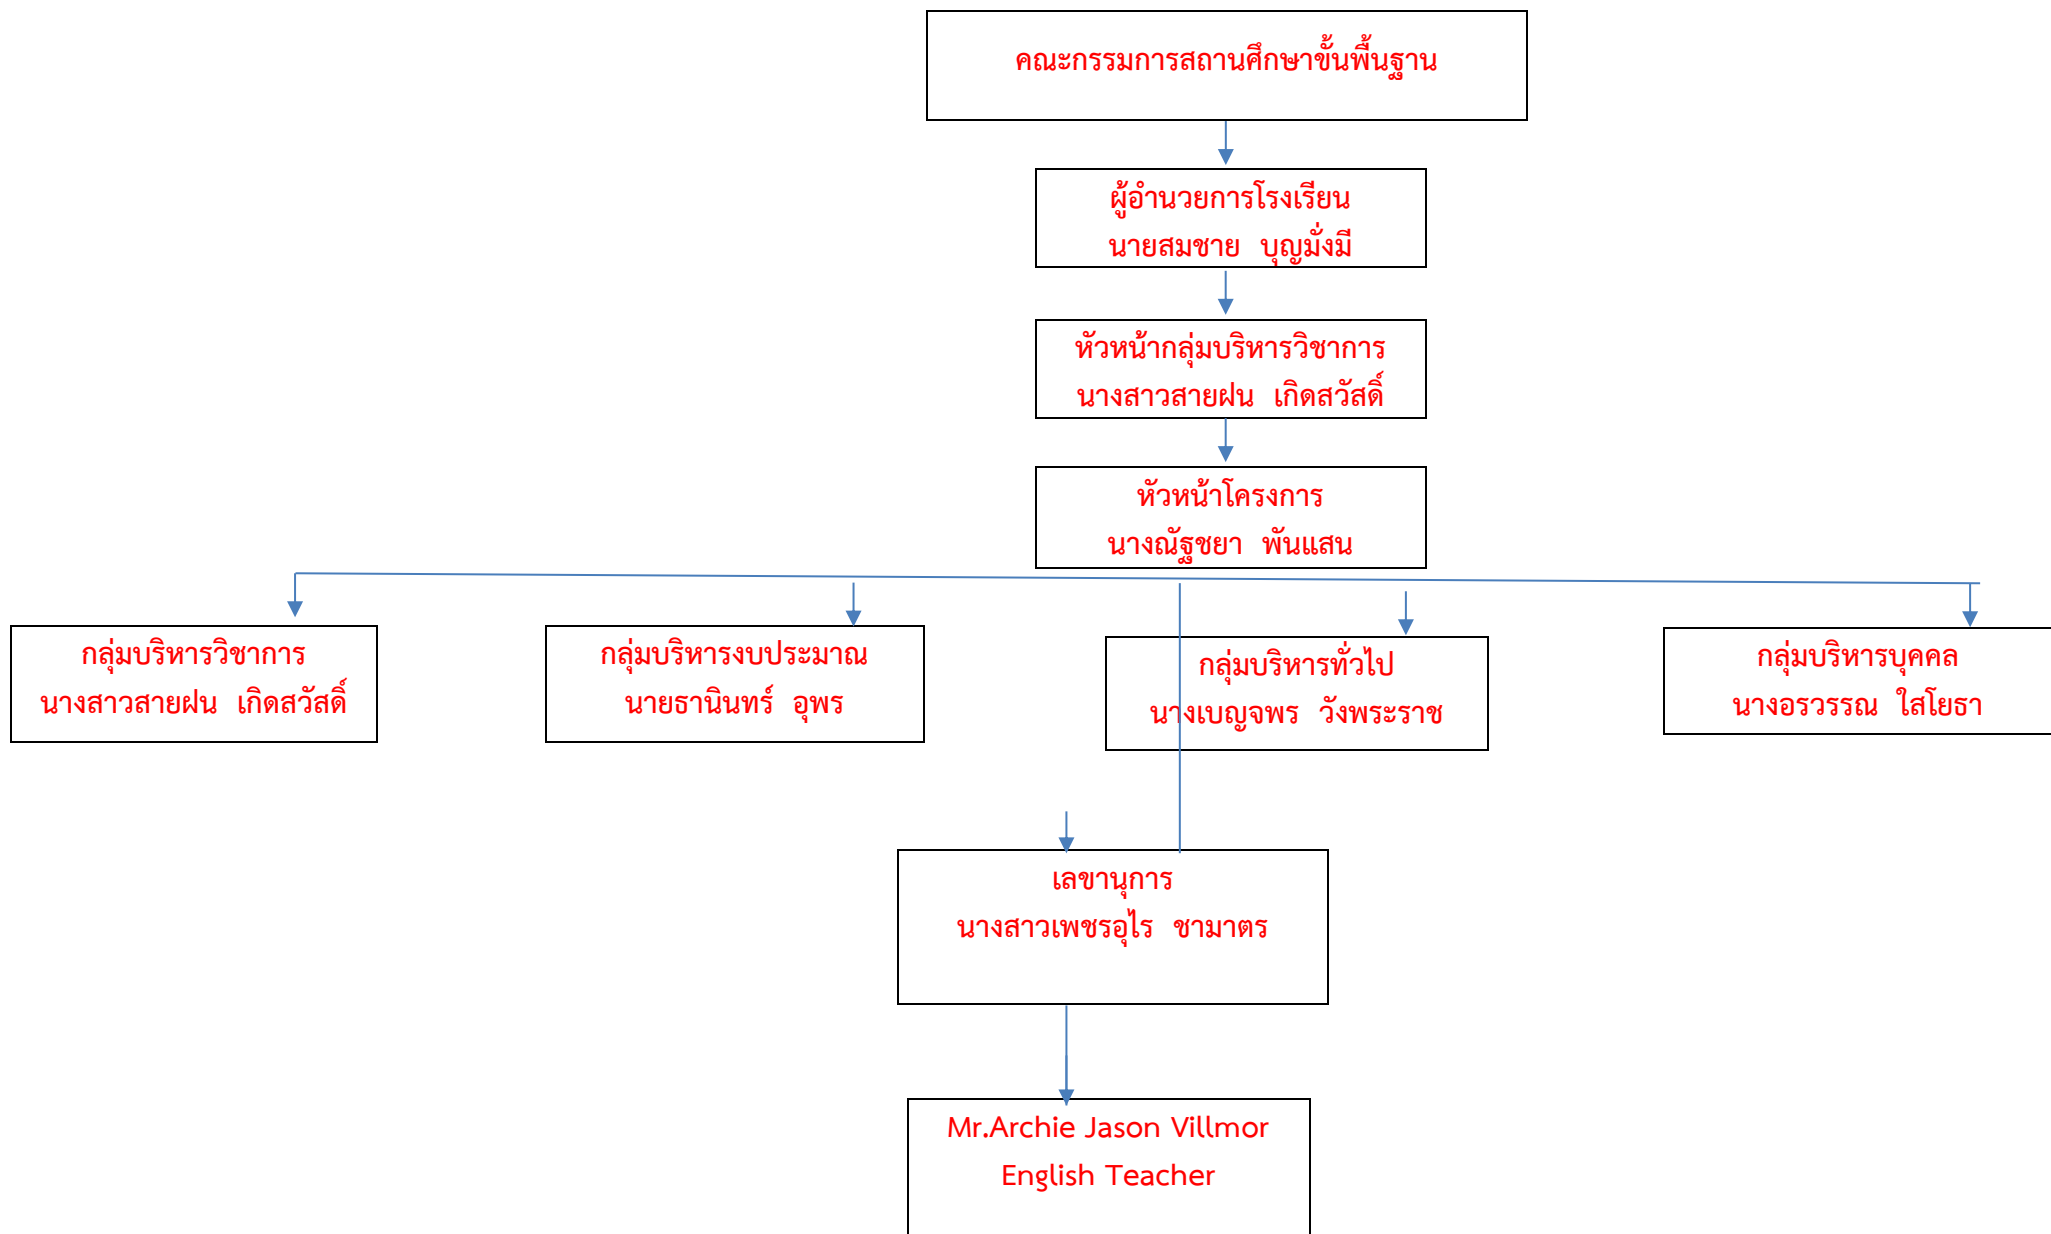 คณะกรรมการสถานศึกษาขั้นพื้นฐาน
ผู้อำนวยการโรงเรียน
นายสมชาย บุญมั่งมี
หัวหน้ากลุ่มบริหารวิชาการ
นางสาวสายฝน เกิดสวัสดิ์
หัวหน้าโครงการ
นางณัฐชยา พันแสน
กลุ่มบริหารวิชาการ
นางสาวสายฝน เกิดสวัสดิ์
กลุ่มบริหารงบประมาณ
นายธานินทร์ อุพร
กลุ่มบริหารทั่วไป
นางเบญจพร วังพระราช
กลุ่มบริหารบุคคล
นางอรวรรณ ใสโยธา
เลขานุการ
นางสาวเพชรอุไร ชามาตร
Mr.Archie Jason Villmor
English Teacher